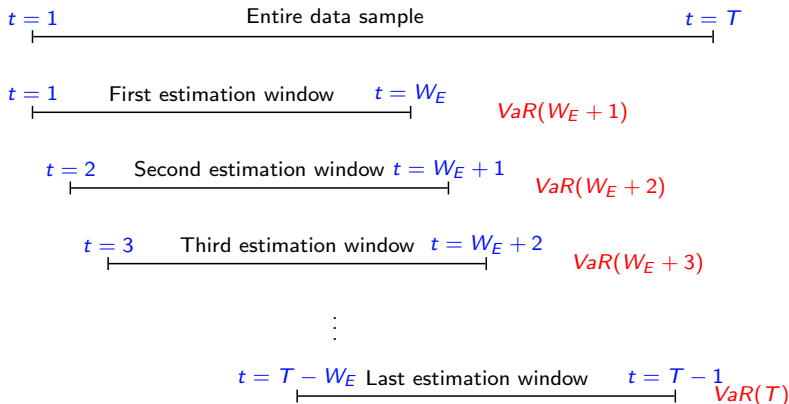 t = 1 Entire data sample t = T
t = 1 First estimation window t = W_E VaR(W_E + 1)
t = 2 Second estimation window t = W_E + 1 VaR(W_E + 2)
t = 3 Third estimation window t = W_E + 2 VaR(W_E + 3)
⋮
t = T − W_E Last estimation window t = T − 1 VaR(T)